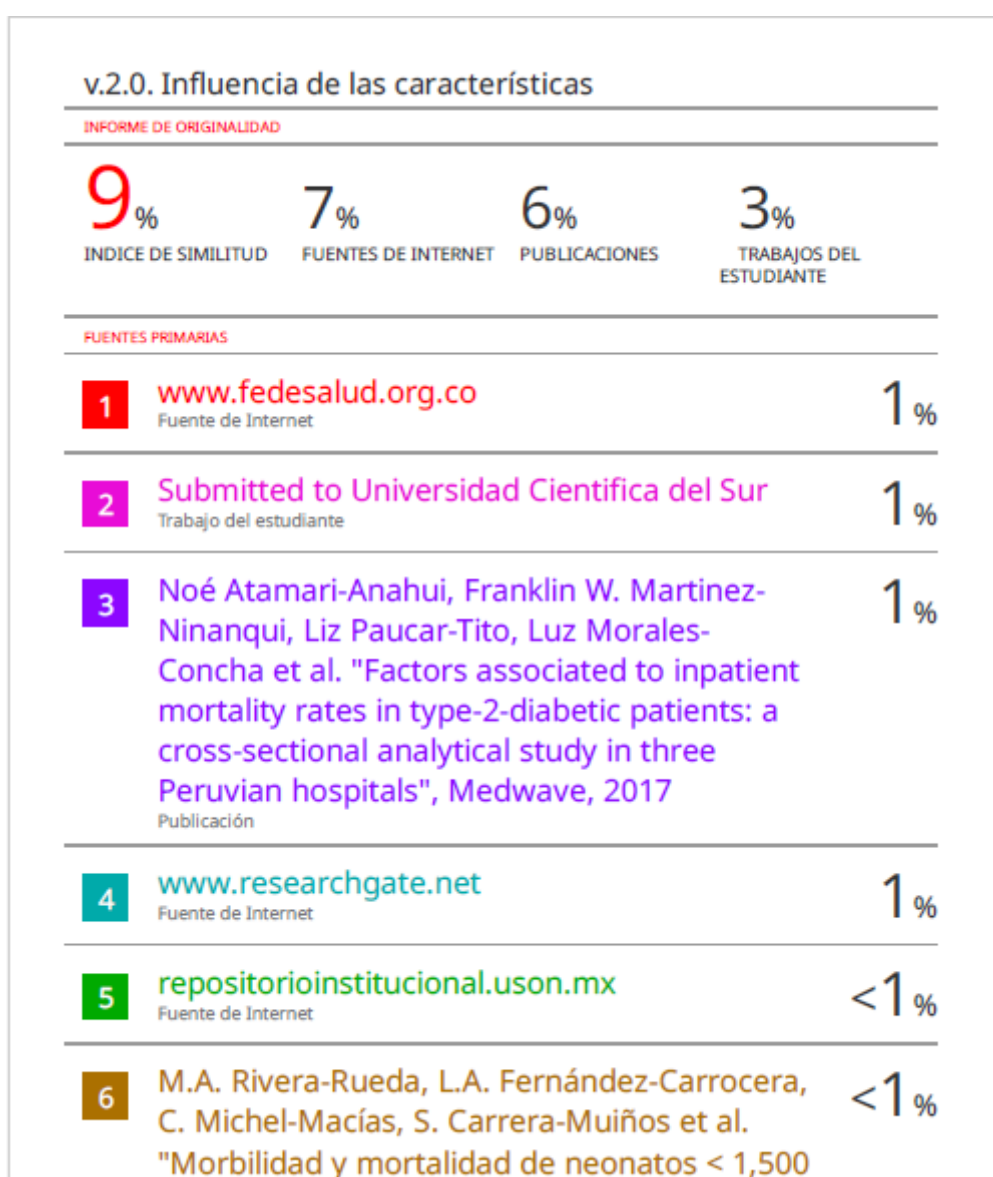 v.2.0. Influencia de las características
INFORME DE ORIGINALIDAD
9%
INDICE DE SIMILITUD
7%
FUENTES DE INTERNET
6%
PUBLICACIONES
3%
TRABAJOS DEL
ESTUDIANTE
FUENTES PRIMARIAS
1
www.fedesalud.org.co
Fuente de Internet
1%
2
Submitted to Universidad Cientifica del Sur
Trabajo del estudiante
1%
3
Noé Atamari-Anahui, Franklin W. Martinez-
Ninanqui, Liz Paucar-Tito, Luz Morales-
Concha et al. "Factors associated to inpatient
mortality rates in type-2-diabetic patients: a
cross-sectional analytical study in three
Peruvian hospitals", Medwave, 2017
Publicación
1%
4
www.researchgate.net
Fuente de Internet
1%
5
repositorioinstitucional.uson.mx
Fuente de Internet
<1%
6
M.A. Rivera-Rueda, L.A. Fernández-Carrocera,
C. Michel-Macías, S. Carrera-Muiños et al.
"Morbilidad y mortalidad de neonatos < 1,500
<1%